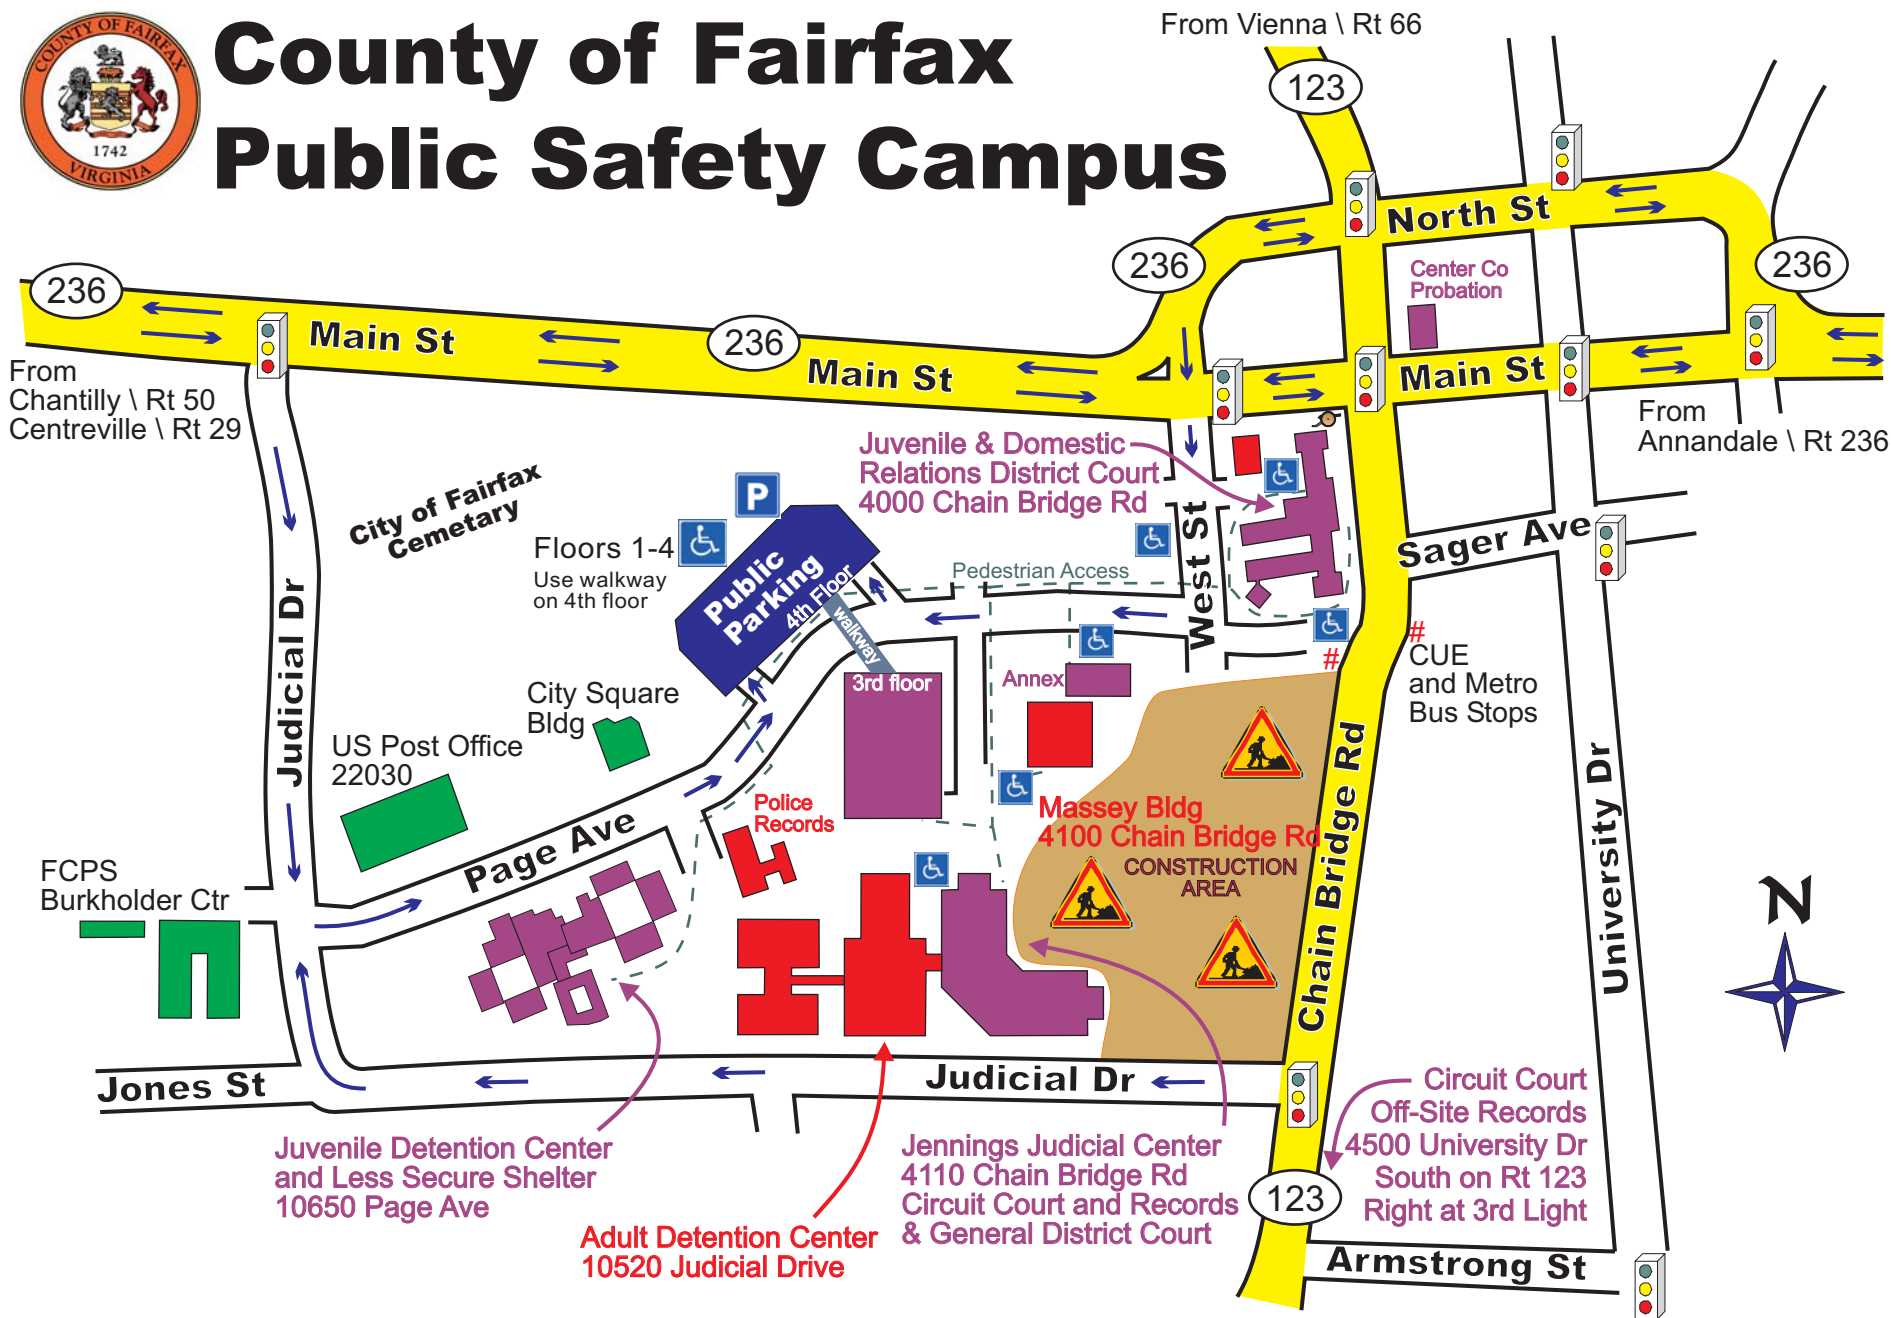 COUNTY OF FAIRFAX
1742
VIRGINIA
County of Fairfax
Public Safety Campus
From Vienna \ Rt 66
123
North St
236
236
Center Co
Probation
236
Main St
236
Main St
Main St
From
Chantilly \ Rt 50
Centreville \ Rt 29
From
Annandale \ Rt 236
Juvenile & Domestic
Relations District Court
4000 Chain Bridge Rd
City of Fairfax
Cemetary
P
Floors 1-4
Use walkway
on 4th floor
Public
Parking
4th Floor
walkway
Pedestrian Access
West St
Sager Ave
#
#
CUE
and Metro
Bus Stops
Judicial Dr
3rd floor
Annex
City Square
Bldg
US Post Office
22030
Police
Records
Massey Bldg
4100 Chain Bridge Rd
CONSTRUCTION
AREA
Chain Bridge Rd
University Dr
Page Ave
FCPS
Burkholder Ctr
N
Jones St
Judicial Dr
Juvenile Detention Center
and Less Secure Shelter
10650 Page Ave
Adult Detention Center
10520 Judicial Drive
Jennings Judicial Center
4110 Chain Bridge Rd
Circuit Court and Records
& General District Court
Circuit Court
Off-Site Records
4500 University Dr
South on Rt 123
Right at 3rd Light
123
Armstrong St